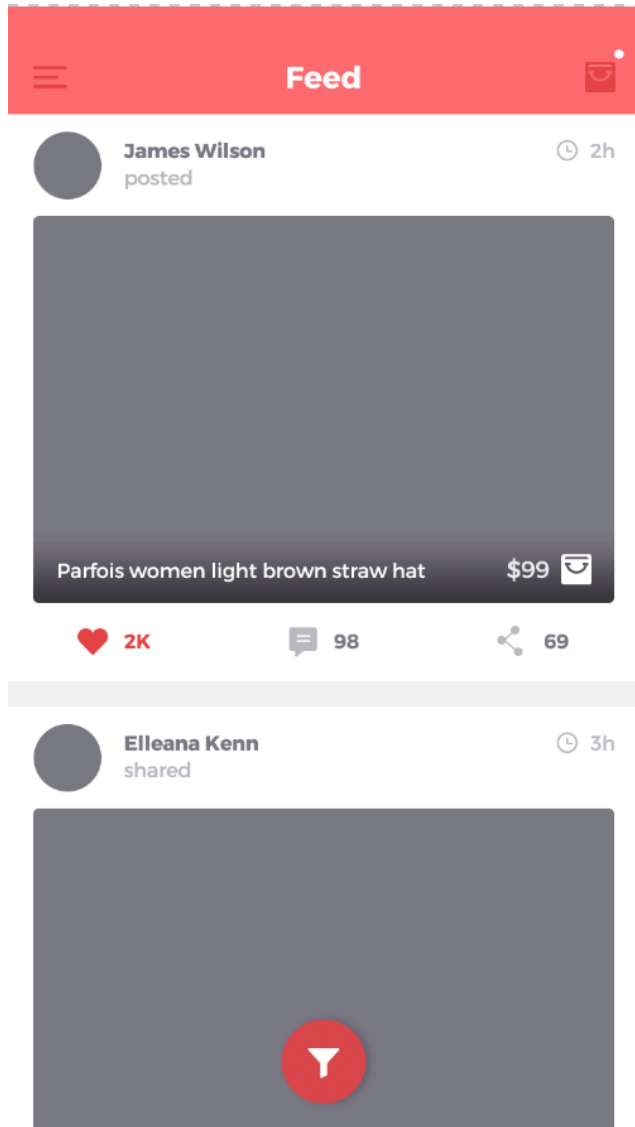 Feed
James Wilson
2h
posted
Parfois women light brown straw hat
$99
2K
98
69
Elleana Kenn
3h
shared